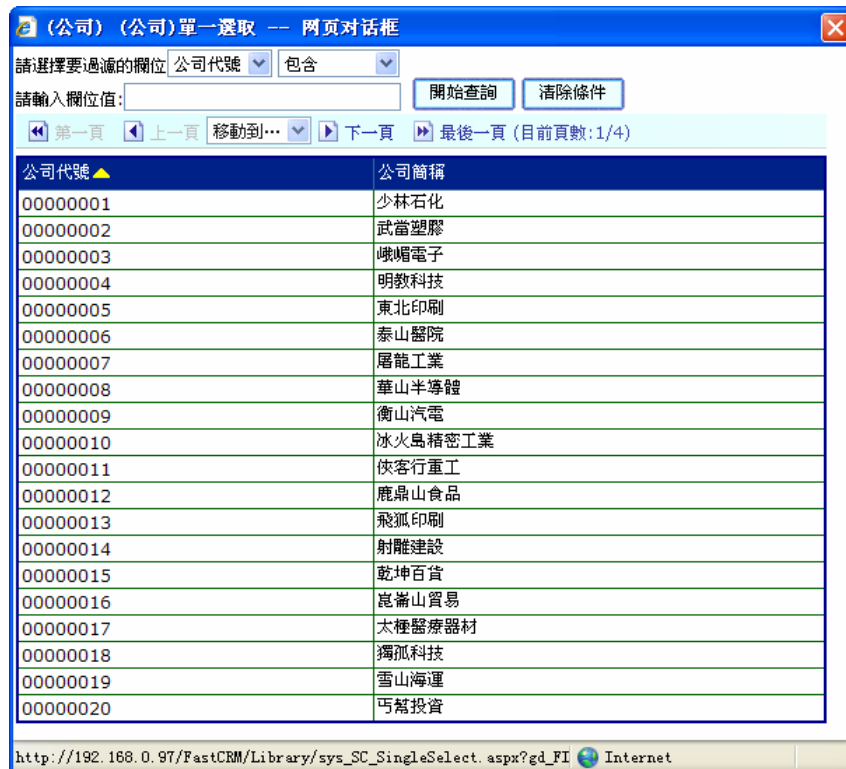 (公司) (公司)單一選取 -- 网页对话框
請選擇要過濾的欄位 公司代號 包含
請輸入欄位值: 開始查詢 清除條件
第一頁 上一頁 移動到… 下一頁 最後一頁 (目前頁數:1/4)
公司代號 公司簡稱
00000001 少林石化
00000002 武當塑膠
00000003 峨嵋電子
00000004 明教科技
00000005 東北印刷
00000006 泰山醫院
00000007 屠龍工業
00000008 華山半導體
00000009 衡山汽電
00000010 冰火島精密工業
00000011 俠客行重工
00000012 鹿鼎山食品
00000013 飛狐印刷
00000014 射鵰建設
00000015 乾坤百貨
00000016 崑崙山貿易
00000017 太極醫療器材
00000018 獨孤科技
00000019 雪山海運
00000020 丐幫投資
http://192.168.0.97/FastCRM/Library/sys_SC_SingleSelect.aspx?gd_FI Internet